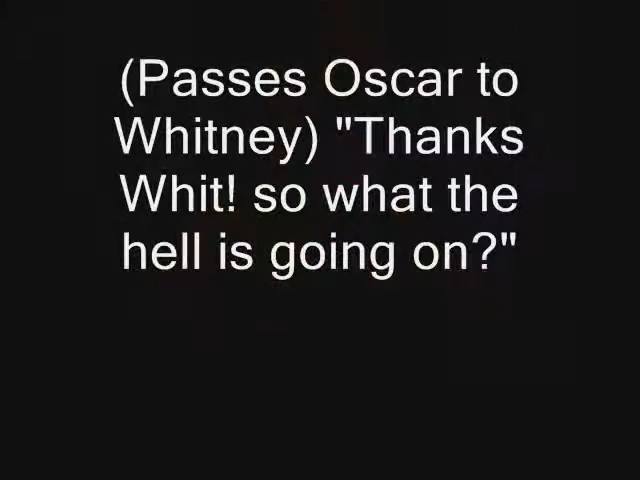 (Passes Oscar to
Whitney) "Thanks
Whit! so what the
hell is going on?"